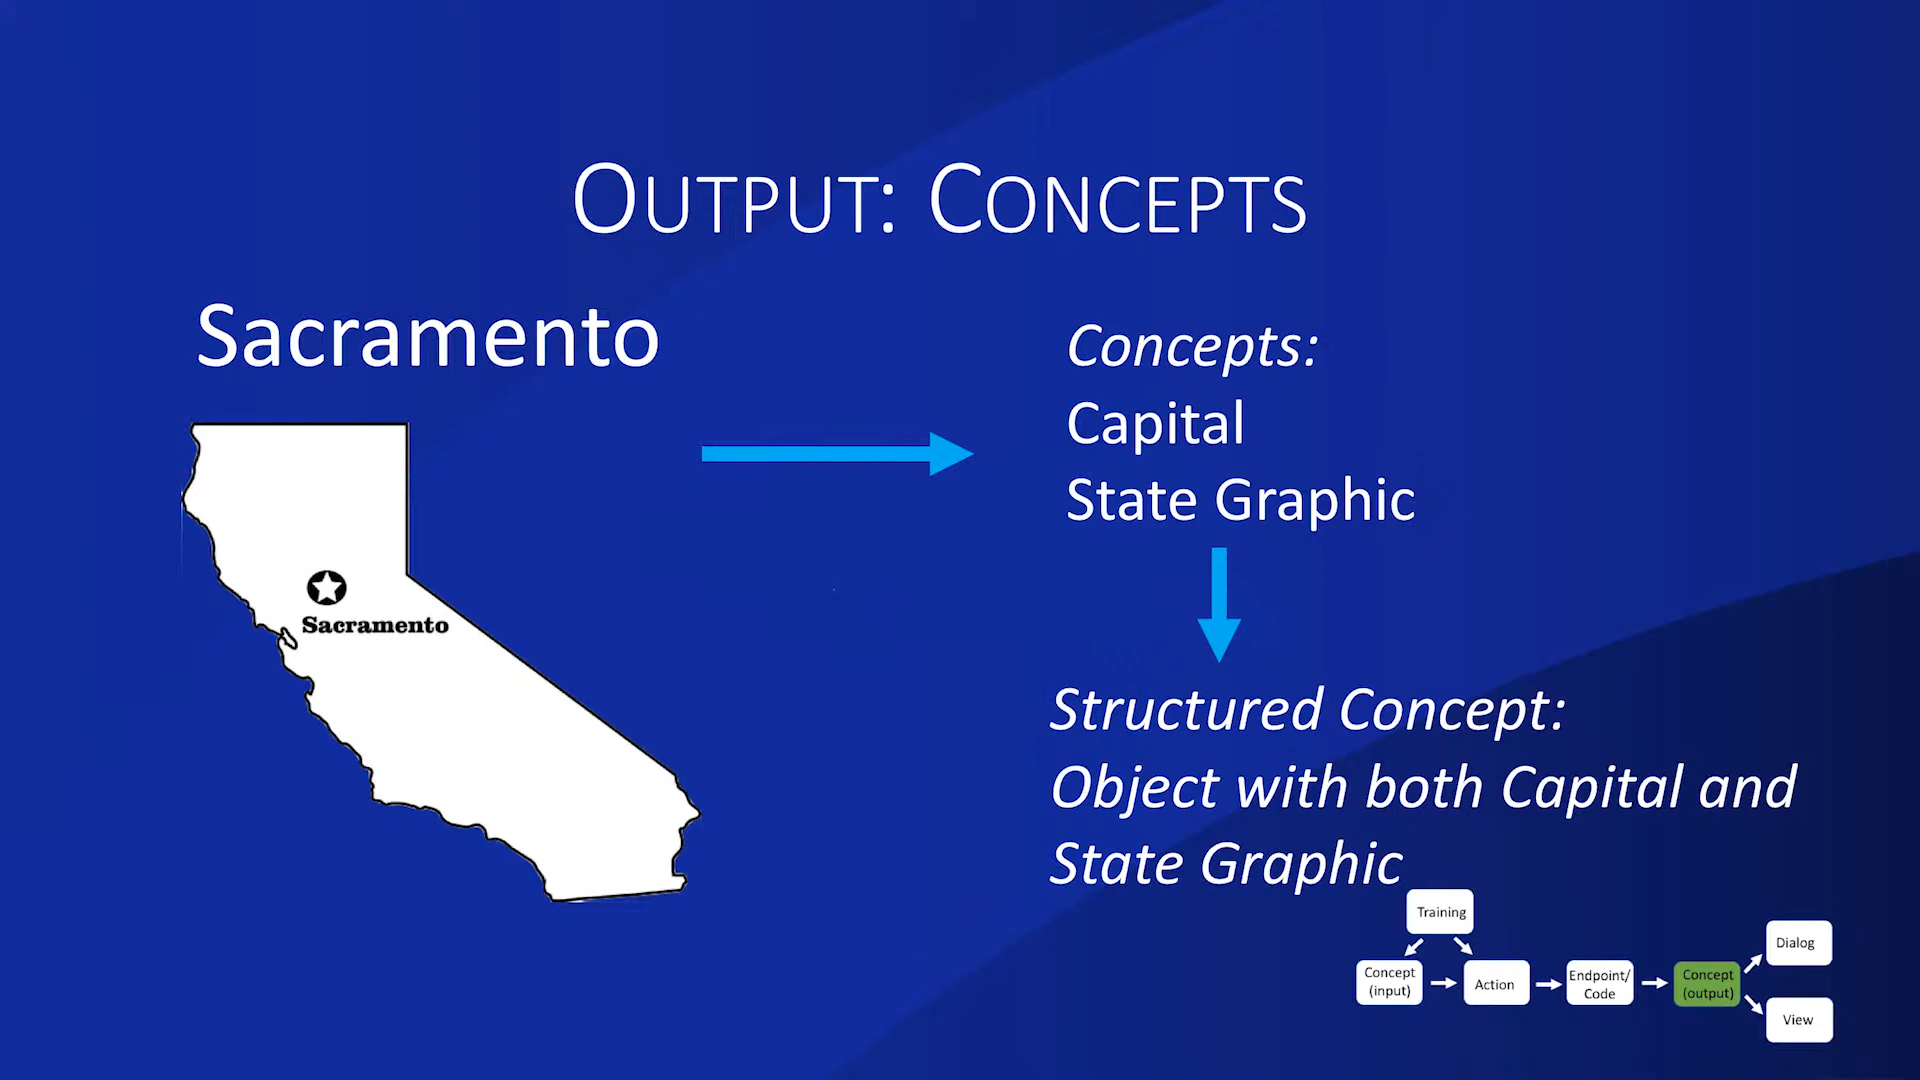 OUTPUT: CONCEPTS
Sacramento
Sacramento
Concepts:
Capital
State Graphic
Structured Concept:
Object with both Capital and
State Graphic
Training
Concept
(input)
Action
Endpoint/
Code
Concept
(output)
Dialog
View